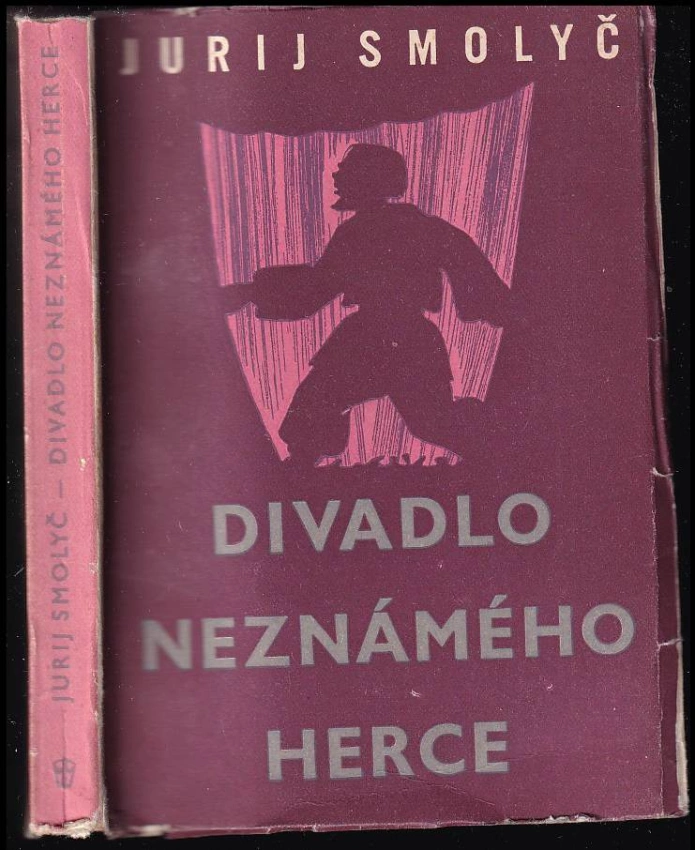 JURIJ SMOLYČ — DIVADLO NEZNÁMÉHO HERCE
JURIJ SMOLYČ
DIVADLO
NEZNÁMÉHO
HERCE